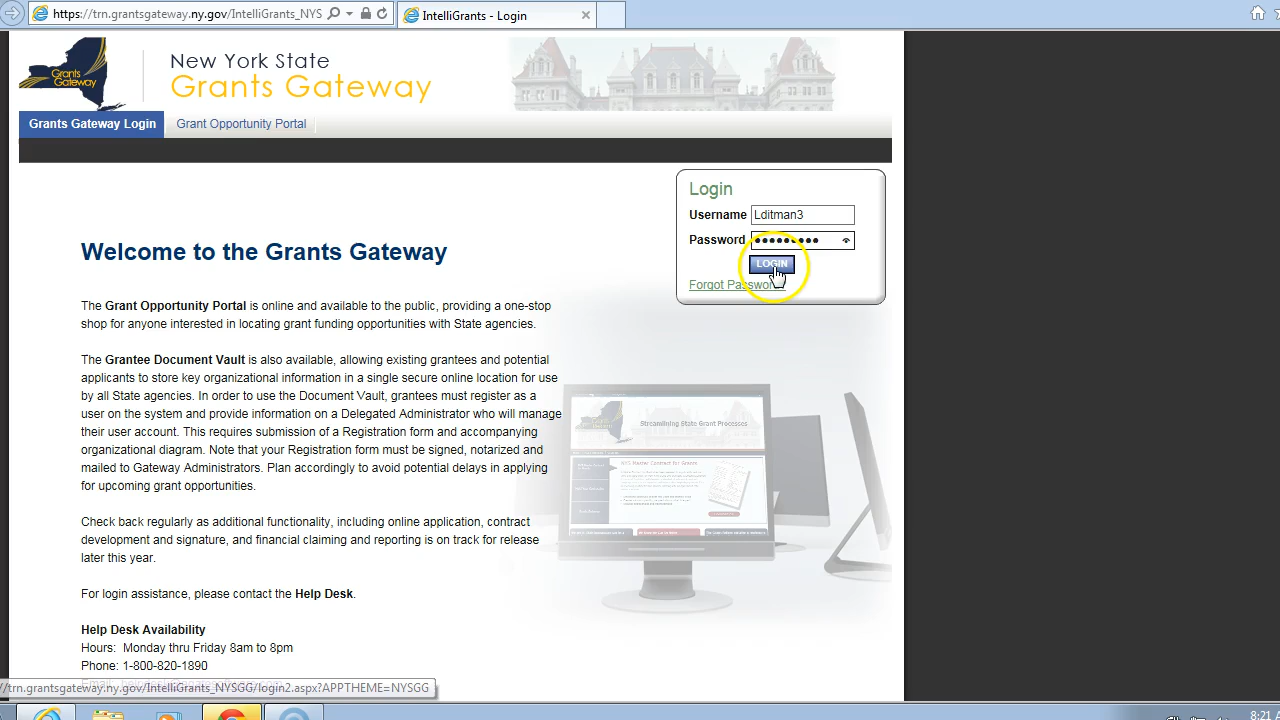 https://trn.grantsgateway.ny.gov/IntelliGrants_NYS
IntelliGrants - Login
Grants
Gateway
New York State
Grants Gateway
Grants Gateway Login
Grant Opportunity Portal
Login
Username
Lditman3
Password
LOGIN
Forgot Password?
Welcome to the Grants Gateway
The Grant Opportunity Portal is online and available to the public, providing a one-stop
shop for anyone interested in locating grant funding opportunities with State agencies.
The Grantee Document Vault is also available, allowing existing grantees and potential
applicants to store key organizational information in a single secure online location for use
by all State agencies. In order to use the Document Vault, grantees must register as a
user on the system and provide information on a Delegated Administrator who will manage
their user account. This requires submission of a Registration form and accompanying
organizational diagram. Note that your Registration form must be signed, notarized and
mailed to Gateway Administrators. Plan accordingly to avoid potential delays in applying
for upcoming grant opportunities.
Streamlining State Grant Processes
NYS Master Contract for Grants
Check back regularly as additional functionality, including online application, contract
development and signature, and financial claiming and reporting is on track for release
later this year.
For login assistance, please contact the Help Desk.
Help Desk Availability
Hours: Monday thru Friday 8am to 8pm
Phone: 1-800-820-1890
//trn.grantsgateway.ny.gov/IntelliGrants_NYSGG/login2.aspx?APPTHEME=NYSGG
8:21 A